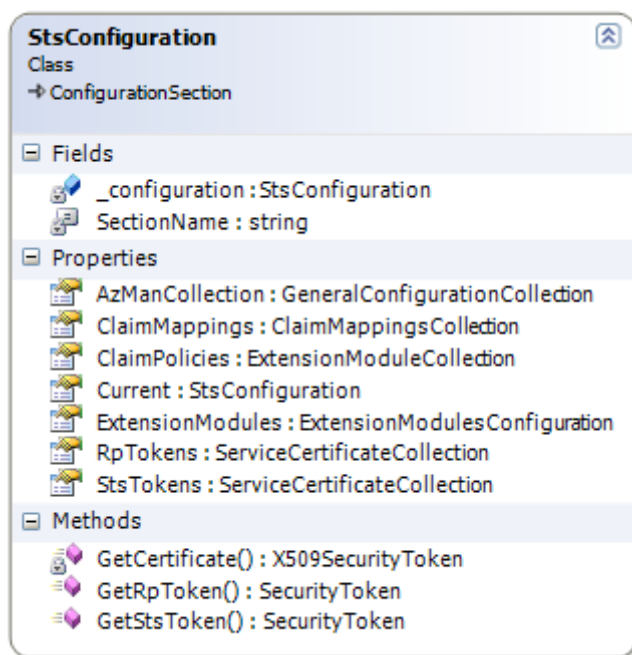 StsConfiguration
Class
ConfigurationSection
Fields
_configuration : StsConfiguration
SectionName : string
Properties
AzManCollection : GeneralConfigurationCollection
ClaimMappings : ClaimMappingsCollection
ClaimPolicies : ExtensionModuleCollection
Current : StsConfiguration
ExtensionModules : ExtensionModulesConfiguration
RpTokens : ServiceCertificateCollection
StsTokens : ServiceCertificateCollection
Methods
GetCertificate() : X509SecurityToken
GetRpToken() : SecurityToken
GetStsToken() : SecurityToken